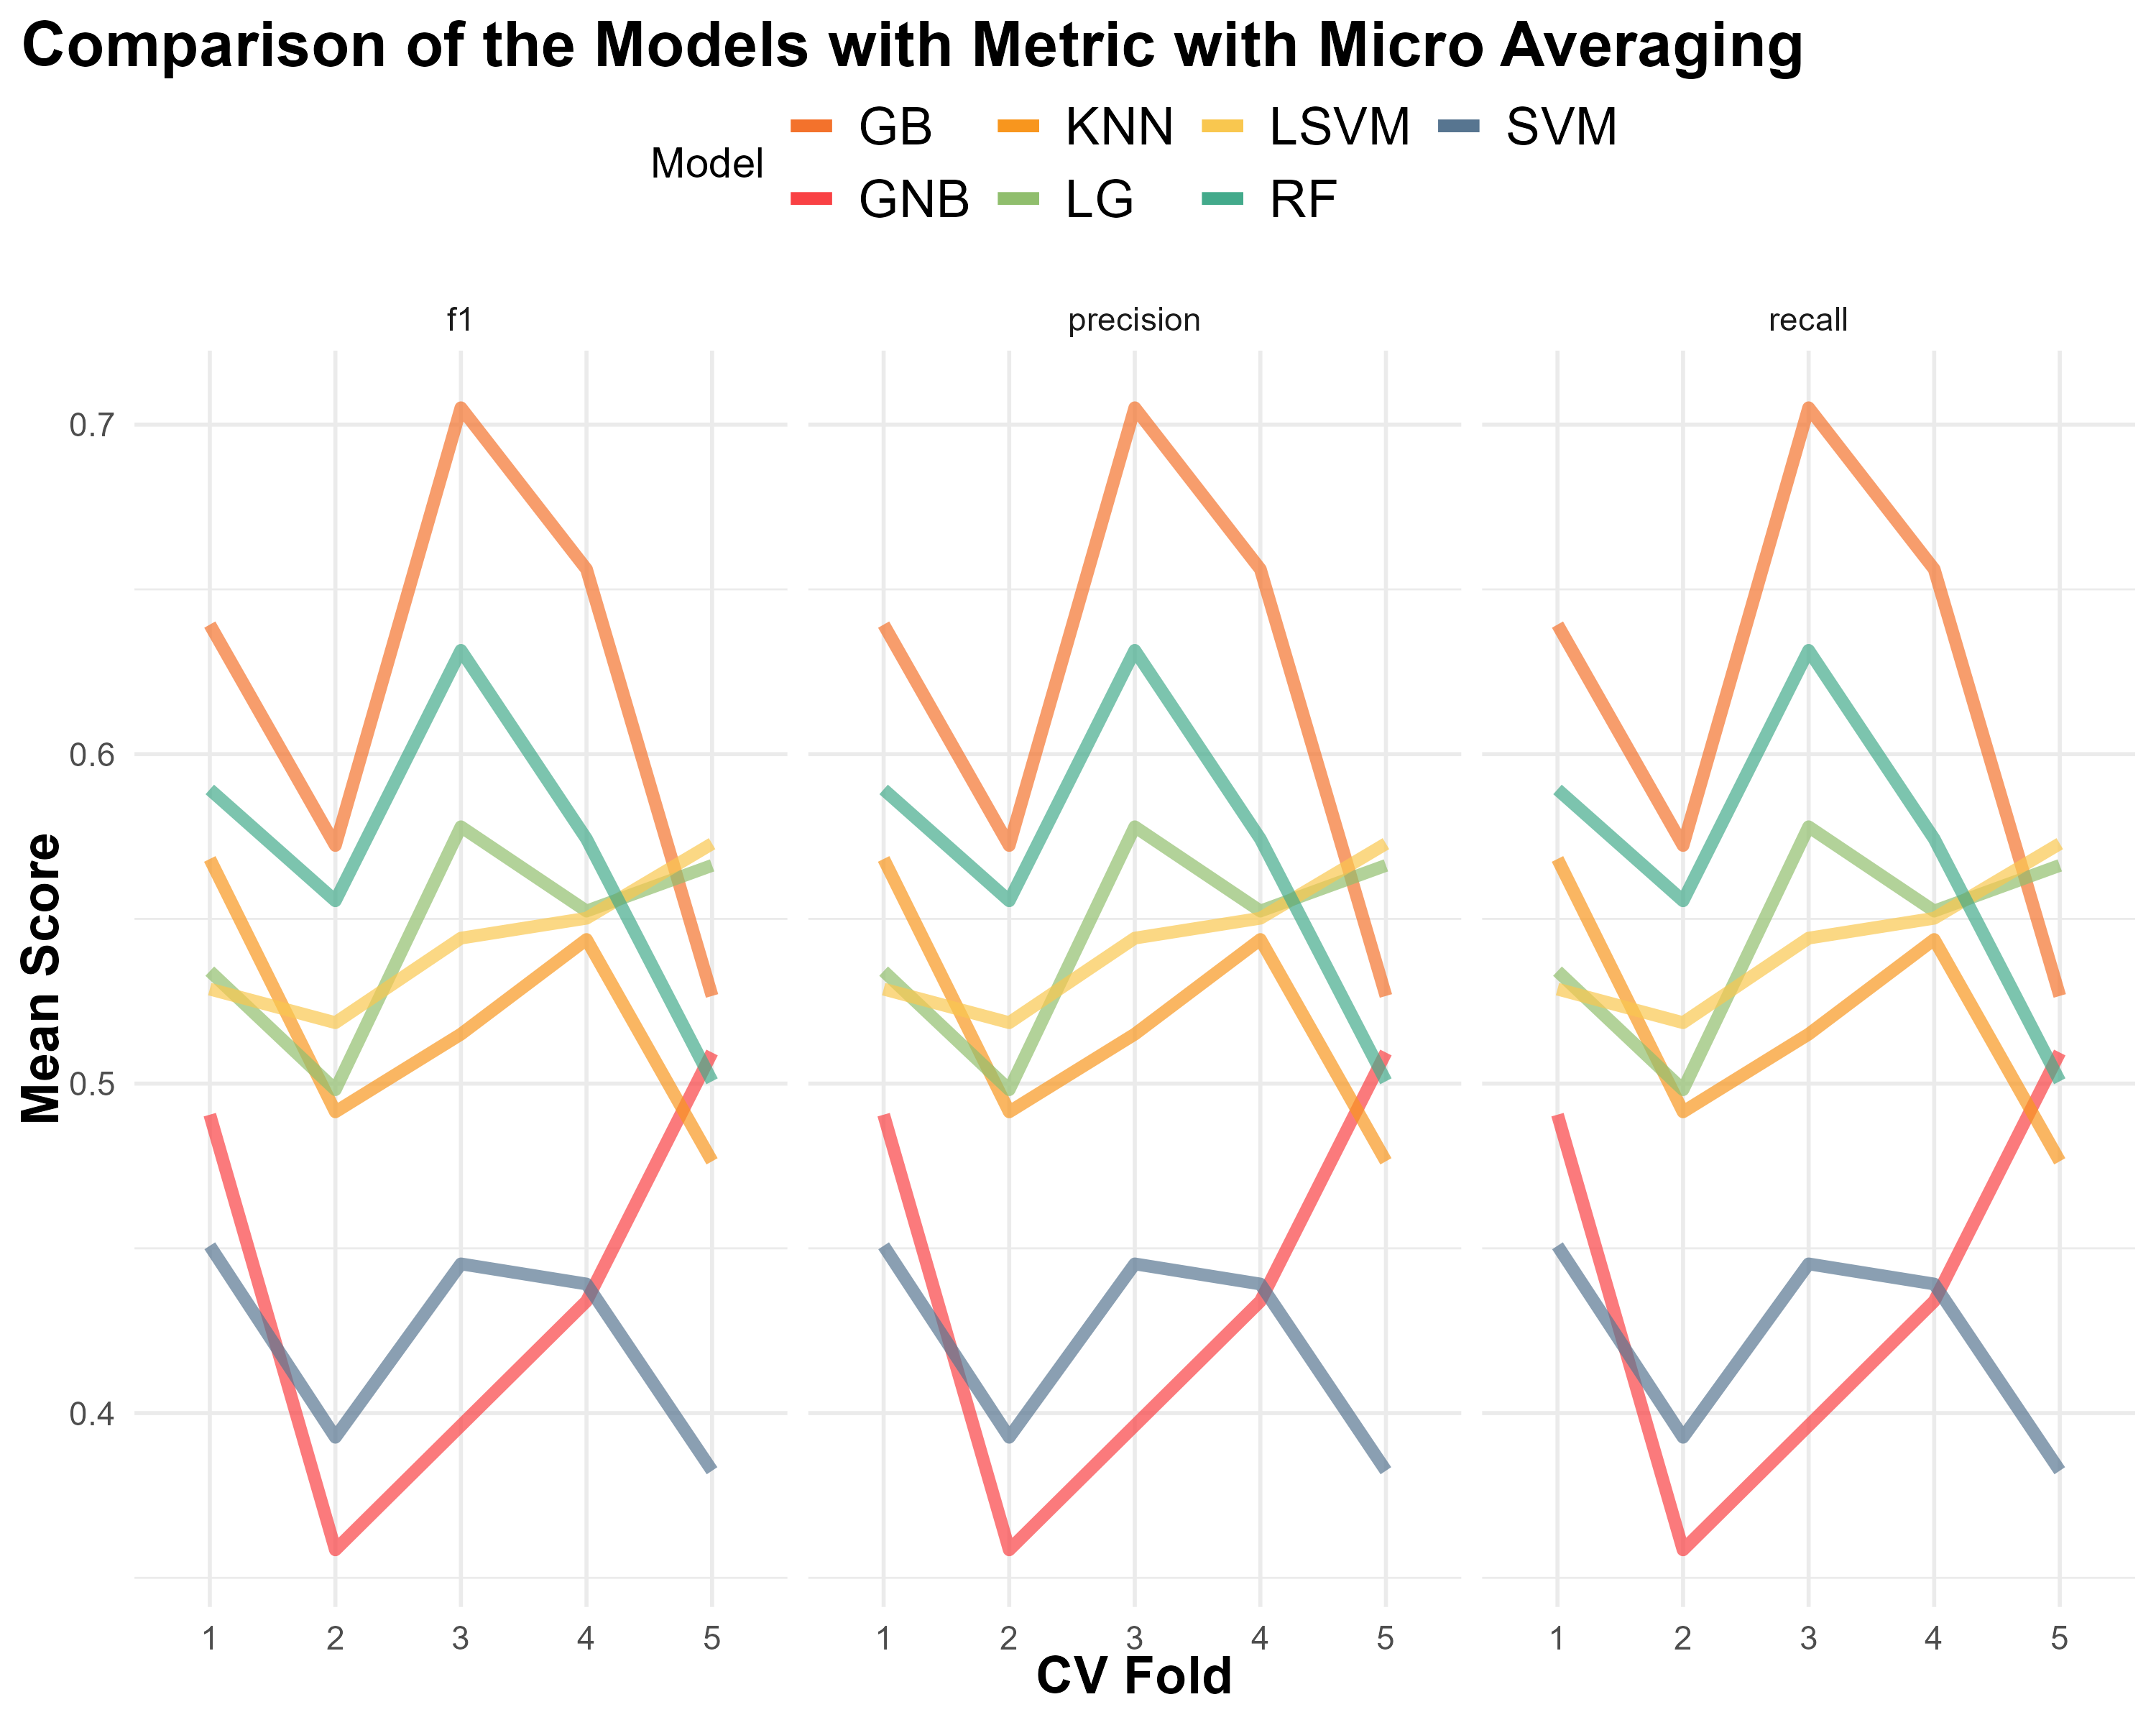 Comparison of the Models with Metric with Micro Averaging
Model
GB KNN LSVM SVM
GNB LG RF
f1 precision recall
0.7
0.6
0.5
0.4
Mean Score
1 2 3 4 5 1 2 3 4 5 1 2 3 4 5
CV Fold